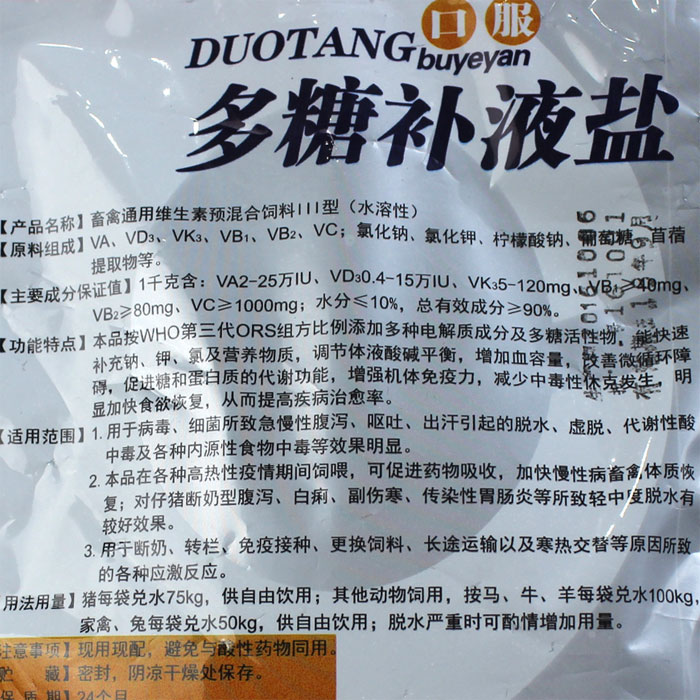 DUOTANG口服
buyeyan
多糖补液盐
【产品名称】畜禽通用维生素预混合饲料III型（水溶性）
【原料组成】VA、VD₃、VK₃、VB₁、VB₂、VC；氯化钠、氯化钾、柠檬酸钠、葡萄糖、苜蓿
提取物等。
【主要成分保证值】1千克含：VA2-25万IU、VD₃0.4-15万IU、VK₃5-120mg、VB₁≥40mg、
VB₂≥80mg、VC≥1000mg；水分≤10%，总有效成分≥90%。
【功能特点】本品按WHO第三代ORS组方比例添加多种电解质成分及多糖活性物，能快速
补充钠、钾、氯及营养物质，调节体液酸碱平衡，增加血容量，改善微循环障
碍，促进糖和蛋白质的代谢功能，增强机体免疫力，减少中毒性休克发生，明
显加快食欲恢复，从而提高疾病治愈率。
【适用范围】1. 用于病毒、细菌所致急慢性腹泻、呕吐、出汗引起的脱水、虚脱、代谢性酸
中毒及各种内源性食物中毒等效果明显。
2. 本品在各种高热性疫情期间饲喂，可促进药物吸收，加快慢性病畜禽体质恢
复；对仔猪断奶型腹泻、白痢、副伤寒、传染性胃肠炎等所致轻中度脱水有
较好效果。
3. 用于断奶、转栏、免疫接种、更换饲料、长途运输以及寒热交替等原因所致
的各种应激反应。
用法用量】猪每袋兑水75kg，供自由饮用；其他动物饲用，按马、牛、羊每袋兑水100kg，
家禽、兔每袋兑水50kg，供自由饮用；脱水严重时可酌情增加用量。
注意事项】现用现配，避免与酸性药物同用。
贮 藏】密封，阴凉干燥处保存。
保 质 期】24个月